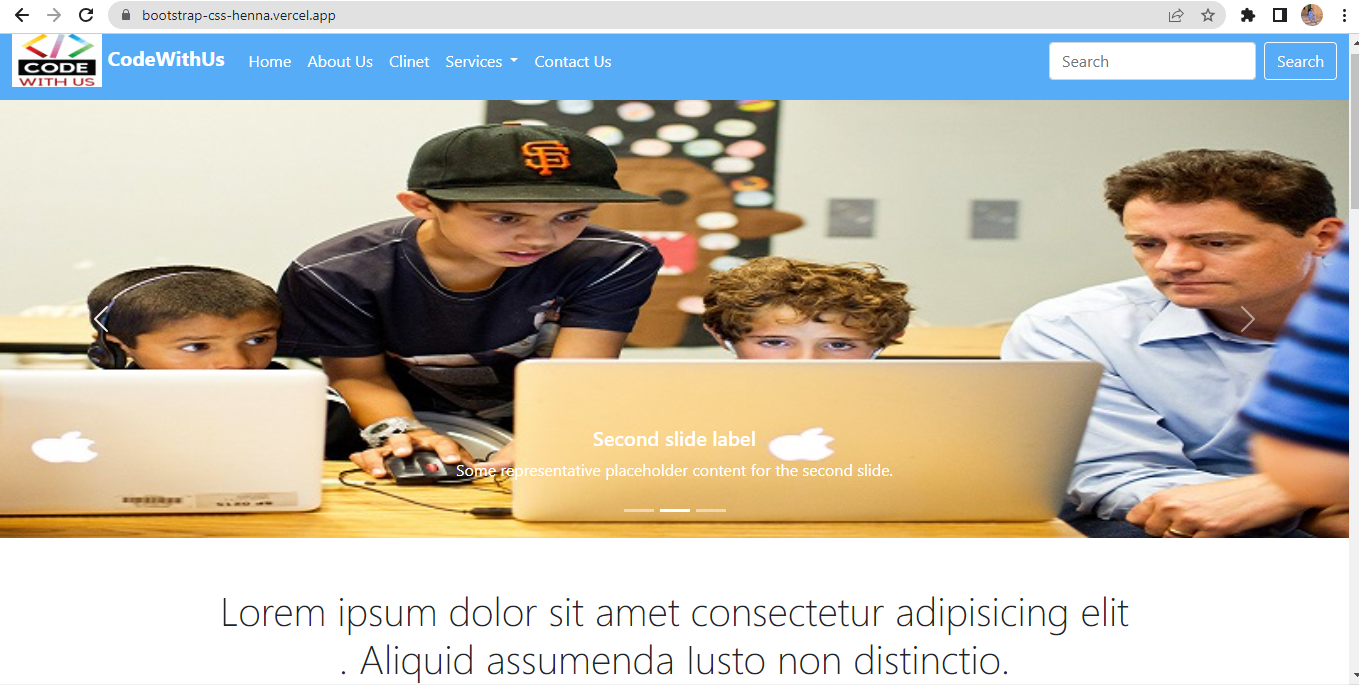 bootstrap-css-henna.vercel.app
CODE
WITH US
CodeWithUs Home About Us Clinet Services Contact Us Search Search
SF
Second slide label
Some representative placeholder content for the second slide.
Lorem ipsum dolor sit amet consectetur adipisicing elit
. Aliquid assumenda Iusto non distinctio.